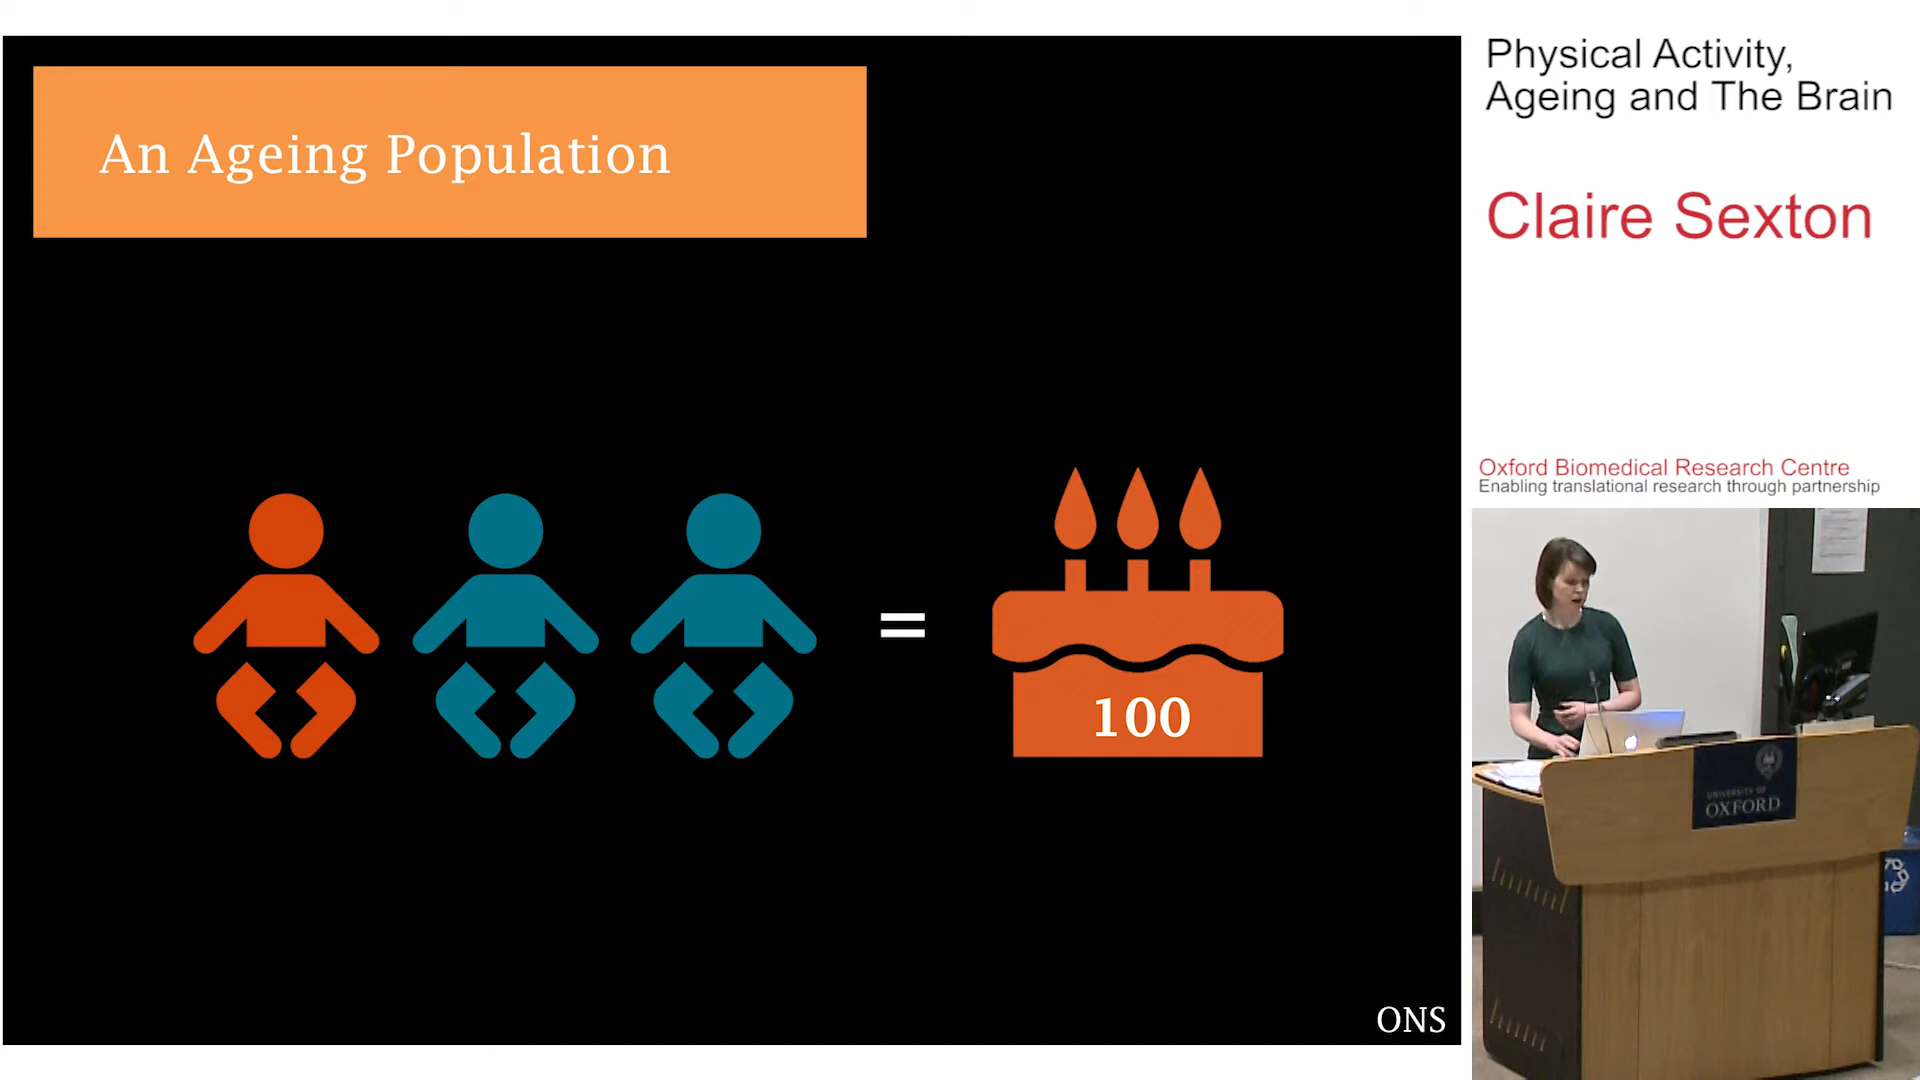 An Ageing Population
=
100
ONS
Physical Activity,
Ageing and The Brain
Claire Sexton
Oxford Biomedical Research Centre
Enabling translational research through partnership
UNIVERSITY OF
OXFORD